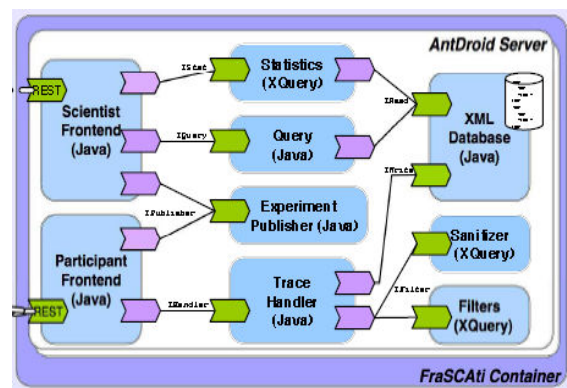 AntDroid Server
REST
Scientist
Frontend
(Java)
IStat
Statistics
(XQuery)
IRead
XML
Database
(Java)
IQuery
Query
(Java)
IWrite
IPublisher
Experiment
Publisher (Java)
Sanitizer
(XQuery)
Participant
Frontend
(Java)
REST
IHandler
Trace
Handler
(Java)
IFilter
Filters
(XQuery)
FraSCAti Container